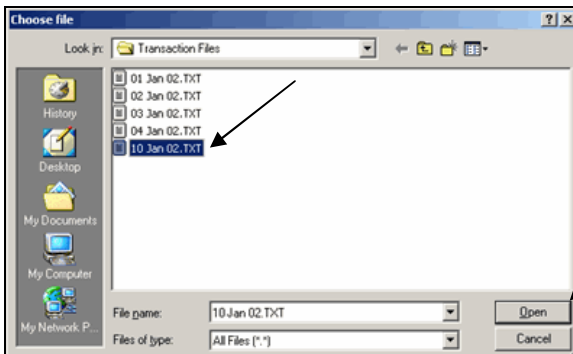 Choose file
Look in: Transaction Files
01 Jan 02.TXT
02 Jan 02.TXT
03 Jan 02.TXT
04 Jan 02.TXT
10 Jan 02.TXT
History
Desktop
My Documents
My Computer
My Network P...
File name: 10 Jan 02.TXT Open
Files of type: All Files (*.*) Cancel